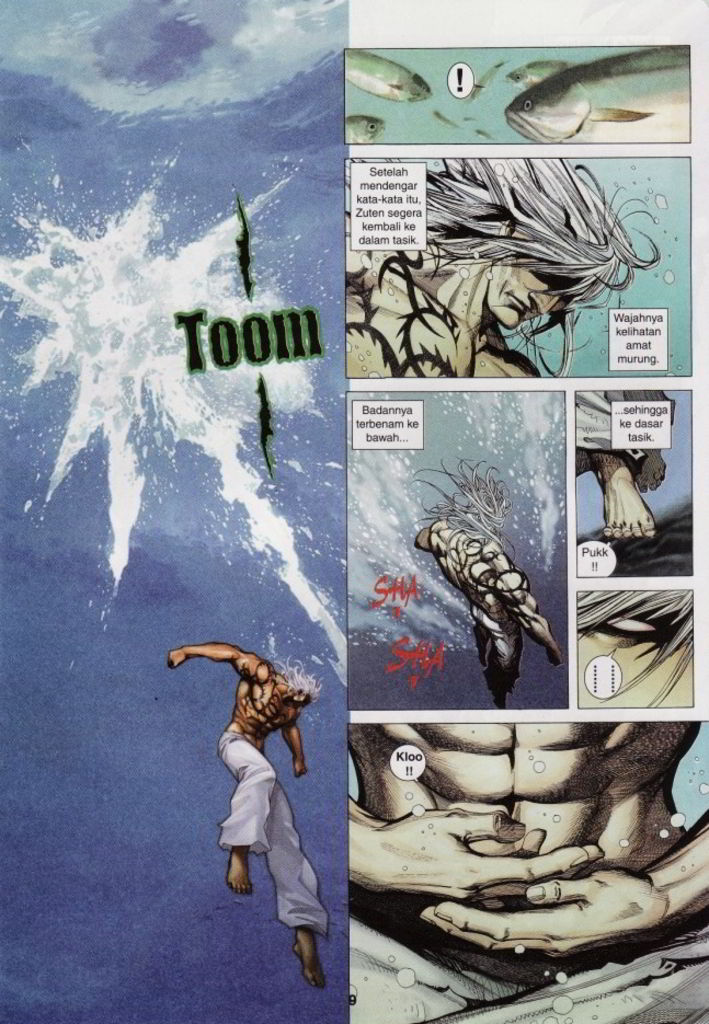 Toom
!
Setelah
mendengar
kata-kata itu,
Zuten segera
kembali ke
dalam tasik.
Wajahnya
kelihatan
amat
murung.
Badannya
terbenam ke
bawah...
SHA
SHA
...sehingga
ke dasar
tasik.
Pukk
!!
Kloo
!!
9